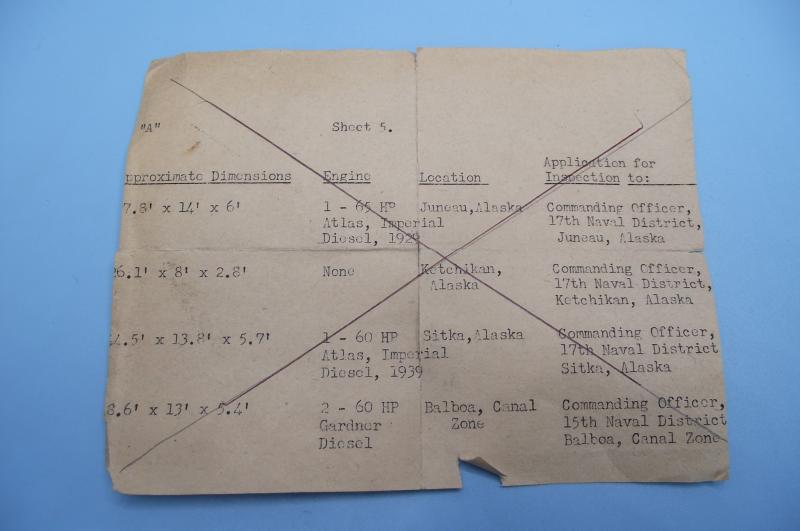 "A" Sheet 5.
Application for
pproximate Dimensions Engine Location Inspection to:
7.8' x 14' x 6' 1 - 65 HP Juneau, Alaska Commanding Officer,
Atlas, Imperial 17th Naval District,
Diesel, 1929 Juneau, Alaska
26.1' x 8' x 2.8' None Ketchikan, Commanding Officer,
Alaska 17th Naval District,
Ketchikan, Alaska
4.5' x 13.8' x 5.7' 1 - 60 HP Sitka, Alaska Commanding Officer,
Atlas, Imperial 17th Naval District
Diesel, 1939 Sitka, Alaska
8.6' x 13' x 5.4' 2 - 60 HP Balboa, Canal Commanding Officer,
Gardner Zone 15th Naval District
Diesel Balboa, Canal Zone